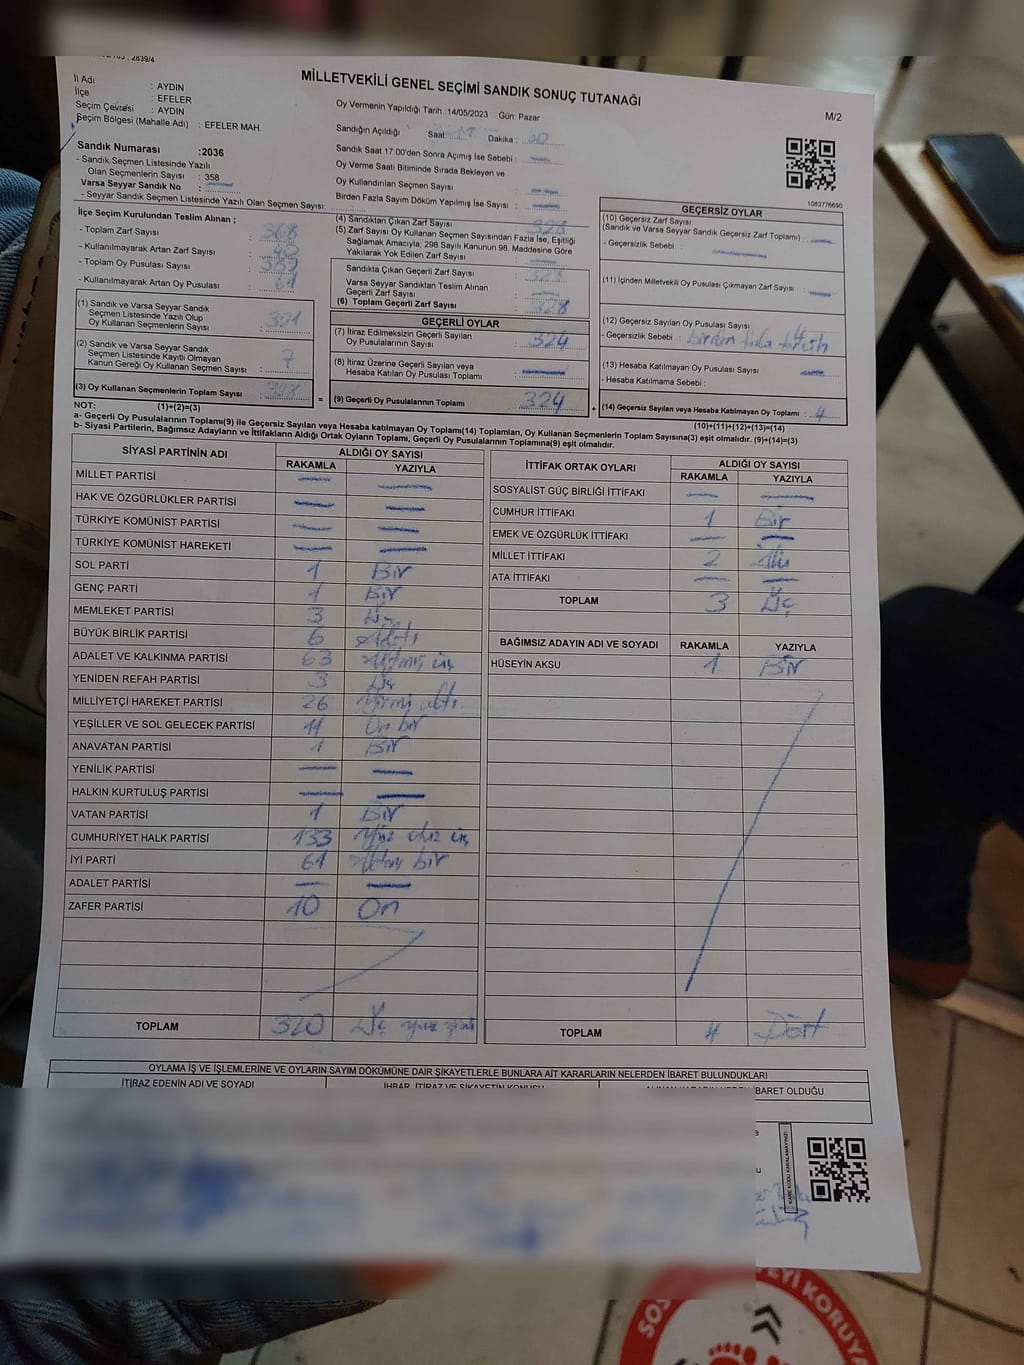 2839/4
MİLLETVEKİLİ GENEL SEÇİMİ SANDIK SONUÇ TUTANAĞI
M/2
İl Adı : AYDIN
İlçe : EFELER
Seçim Çevresi : AYDIN
Seçim Bölgesi (Mahalle Adı) : EFELER MAH.
Oy Vermenin Yapıldığı Tarih :14/05/2023 Gün: Pazar
Sandığın Açıldığı Saat: 17 Dakika : 00
Sandık Saat 17:00'den Sonra Açımış İse Sebebi :
Oy Verme Saati Bitiminde Sırada Bekleyen ve
Oy Kullandırılan Seçmen Sayısı :
Birden Fazla Sayım Döküm Yapılmış İse Sayısı :
Sandık Numarası :2036
- Sandık Seçmen Listesinde Yazılı
Olan Seçmenlerin Sayısı : 358
Varsa Seyyar Sandık No :
- Seyyar Sandık Seçmen Listesinde Yazılı Olan Seçmen Sayısı:
1083776690
İlçe Seçim Kurulundan Teslim Alınan ;
- Toplam Zarf Sayısı : 368
- Kullanılmayarak Artan Zarf Sayısı :
- Toplam Oy Pusulası Sayısı :
- Kullanılmayarak Artan Oy Pusulası : 61
(1) Sandık ve Varsa Seyyar Sandık
Seçmen Listesinde Yazılı Olup
Oy Kullanan Seçmenlerin Sayısı : 321
(2) Sandık ve Varsa Seyyar Sandık
Seçmen Listesinde Kayıtlı Olmayan
Kanun Gereği Oy Kullanan Seçmen Sayısı : 7
(3) Oy Kullanan Seçmenlerin Toplam Sayısı : 328
(1)+(2)=(3)
(4) Sandıktan Çıkan Zarf Sayısı : 328
(5) Zarf Sayısı Oy Kullanan Seçmen Sayısından Fazla İse, Eşitliği
Sağlamak Amacıyla; 298 Sayılı Kanunun 98. Maddesine Göre
Yakılarak Yok Edilen Zarf Sayısı :
Sandıkta Çıkan Geçerli Zarf Sayısı : 328
Varsa Seyyar Sandıktan Teslim Alınan
Geçerli Zarf Sayısı :
(6) Toplam Geçerli Zarf Sayısı : 328
GEÇERLİ OYLAR
(7) İtiraz Edilmeksizin Geçerli Sayılan
Oy Pusulalarının Sayısı : 324
(8) İtiraz Üzerine Geçerli Sayılan veya
Hesaba Katılan Oy Pusulası Toplamı :
= (9) Geçerli Oy Pusulalarının Toplamı : 324
GEÇERSİZ OYLAR
(10) Geçersiz Zarf Sayısı
(Sandık ve Varsa Seyyar Sandık Geçersiz Zarf Toplamı) :
- Geçersizlik Sebebi :
(11) İçinden Milletvekili Oy Pusulası Çıkmayan Zarf Sayısı :
(12) Geçersiz Sayılan Oy Pusulası Sayısı : 4
- Geçersizlik Sebebi : Birden fazla tercih
(13) Hesaba Katılmayan Oy Pusulası Sayısı :
- Hesaba Katılmama Sebebi :
+ (14) Geçersiz Sayılan veya Hesaba Katılmayan Oy Toplamı : 4
(10)+(11)+(12)+(13)=(14)
NOT:
a- Geçerli Oy Pusulaların Toplamı(9) ile Geçersiz Sayılan veya Hesaba Katılmayan Oy Toplamı(14) Toplamları, Oy Kullanan Seçmenlerin Toplam Sayısına(3) eşit olmalıdır. (9)+(14)=(3)
b- Siyasi Partilerin, Bağımsız Adayların ve İttifakların Aldığı Ortak Oyların Toplamı, Geçerli Oy Pusulalarının Toplamına(9) eşit olmalıdır.
SİYASİ PARTİNİN ADI ALDIĞI OY SAYISI
RAKAMLA YAZIYLA
MİLLET PARTİSİ
HAK VE ÖZGÜRLÜKLER PARTİSİ
TÜRKİYE KOMÜNİST PARTİSİ
TÜRKİYE KOMÜNİST HAREKETİ
SOL PARTİ 1 Bir
GENÇ PARTİ 1 Bir
MEMLEKET PARTİSİ 3 Üç
BÜYÜK BİRLİK PARTİSİ 6 Altı
ADALET VE KALKINMA PARTİSİ 63 Altmış üç
YENİDEN REFAH PARTİSİ 3 Üç
MİLLİYETÇİ HAREKET PARTİSİ 26 Yirmi altı
YEŞİLLER VE SOL GELECEK PARTİSİ 11 On bir
ANAVATAN PARTİSİ 1 Bir
YENİLİK PARTİSİ
HALKIN KURTULUŞ PARTİSİ
VATAN PARTİSİ 1 Bir
CUMHURİYET HALK PARTİSİ 133 Yüz otuz üç
İYİ PARTİ 61 Altmış bir
ADALET PARTİSİ
ZAFER PARTİSİ 10 On
TOPLAM 320 Üç yüz yirmi
İTTİFAK ORTAK OYLARI ALDIĞI OY SAYISI
RAKAMLA YAZIYLA
SOSYALİST GÜÇ BİRLİĞİ İTTİFAKI
CUMHUR İTTİFAKI 1 Bir
EMEK VE ÖZGÜRLÜK İTTİFAKI
MİLLET İTTİFAKI 2 İki
ATA İTTİFAKI
TOPLAM 3 Üç
BAĞIMSIZ ADAYIN ADI VE SOYADI RAKAMLA YAZIYLA
HÜSEYİN AKSU 1 Bir
TOPLAM 4 Dört
OYLAMA İŞ VE İŞLEMLERİNE VE OYLARIN SAYIM DÖKÜMÜNE DAİR ŞİKAYETLERLE BUNLARA AİT KARARLARIN NELERDEN İBARET BULUNDUKLARI
İTİRAZ EDENİN ADI VE SOYADI İHBAR, İTİRAZ VE ŞİKAYETİN KONUSU ALINAN KARARIN NEDEN İBARET OLDUĞU
KARE KODU KARALAMAYINIZ!
SOS
EYİ KORUYA